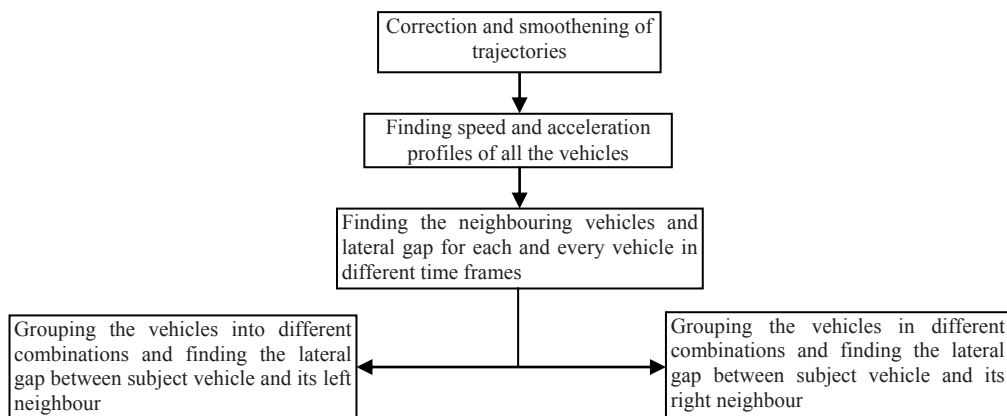 Correction and smoothening of
trajectories
Finding speed and acceleration
profiles of all the vehicles
Finding the neighbouring vehicles and
lateral gap for each and every vehicle in
different time frames
Grouping the vehicles into different
combinations and finding the lateral
gap between subject vehicle and its left
neighbour
Grouping the vehicles in different
combinations and finding the lateral
gap between subject vehicle and its
right neighbour